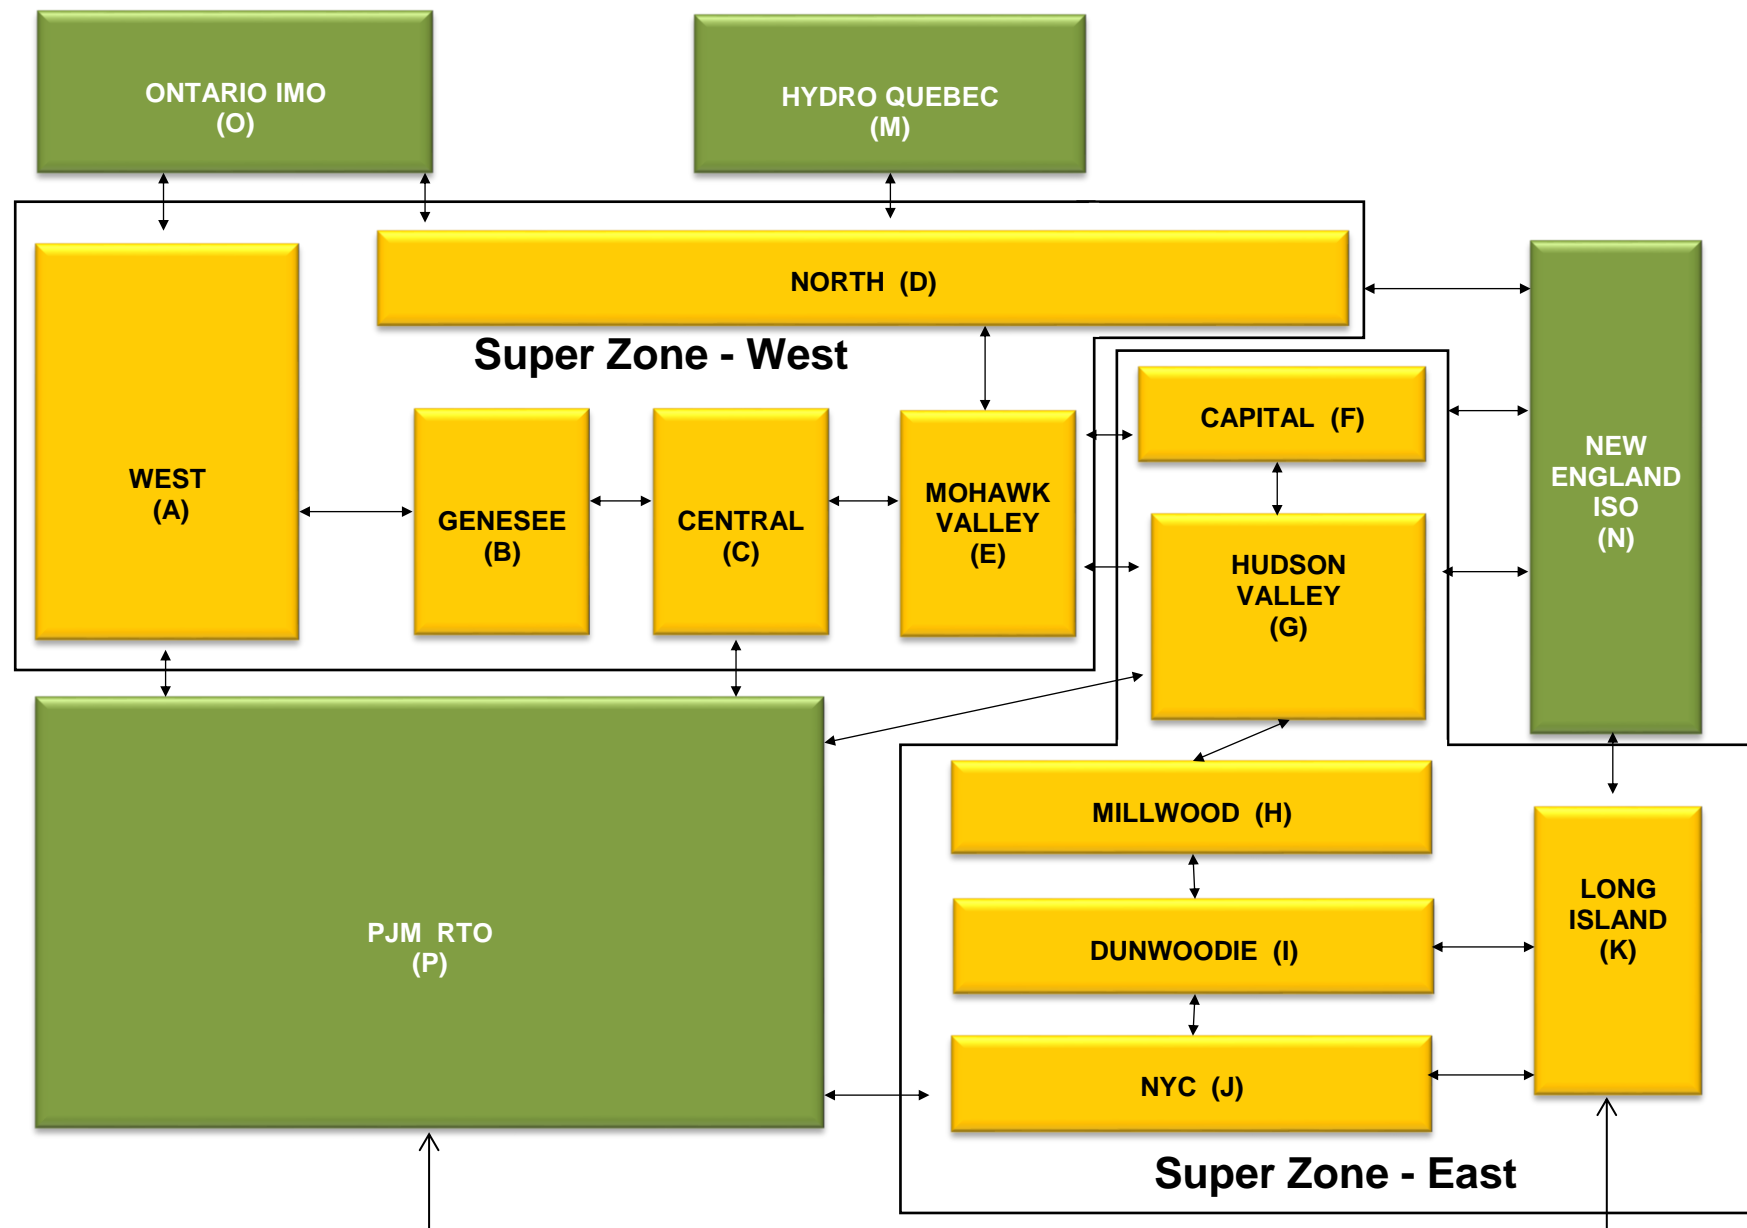 ONTARIO IMO
(O)
HYDRO QUEBEC
(M)
NORTH (D)
Super Zone - West
WEST
(A)
GENESEE
(B)
CENTRAL
(C)
MOHAWK
VALLEY
(E)
CAPITAL (F)
HUDSON
VALLEY
(G)
NEW
ENGLAND
ISO
(N)
PJM RTO
(P)
MILLWOOD (H)
DUNWOODIE (I)
NYC (J)
LONG
ISLAND
(K)
Super Zone - East